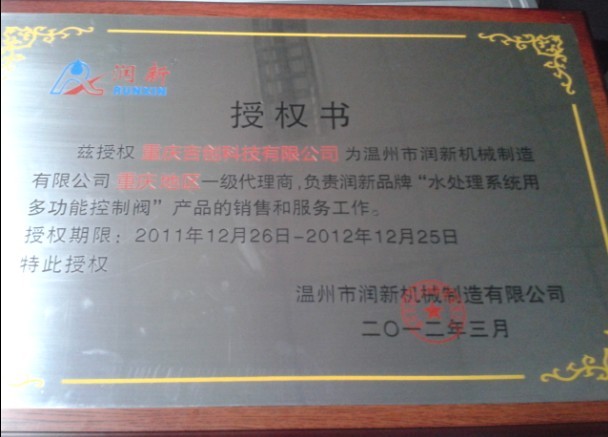 润新
RUNXIN
授权书
兹授权 重庆吉创科技有限公司 为温州市润新机械制造
有限公司 重庆地区一级代理商,负责润新品牌“水处理系统用
多功能控制阀”产品的销售和服务工作。
授权期限：2011年12月26日-2012年12月25日
特此授权
温州市润新机械制造有限公司
二〇一二年三月